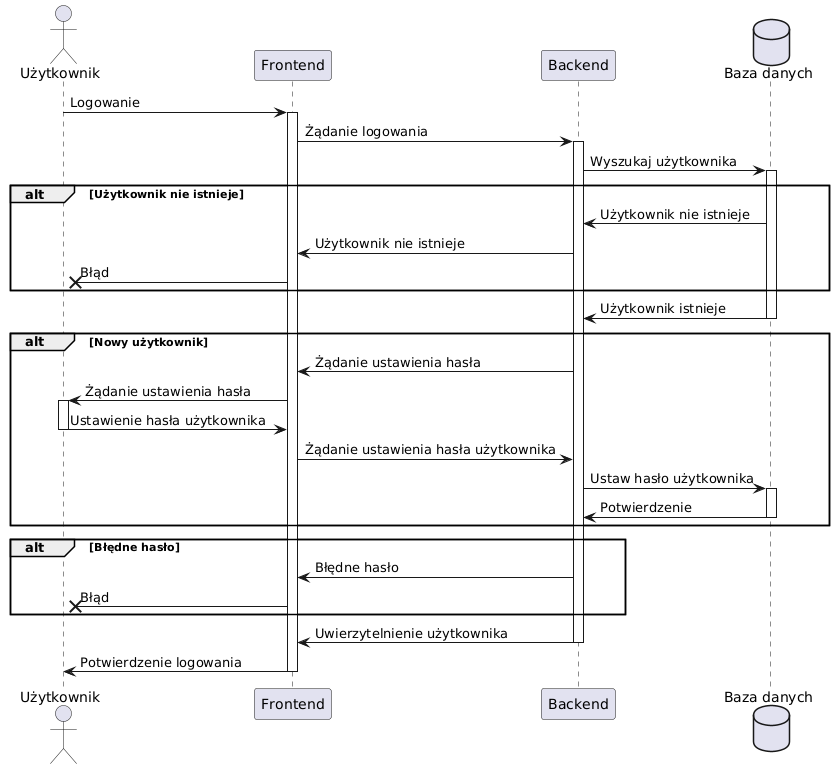 Użytkownik
Frontend
Backend
Baza danych
Logowanie
Żądanie logowania
Wyszukaj użytkownika
alt [Użytkownik nie istnieje]
Użytkownik nie istnieje
Użytkownik nie istnieje
Błąd
Użytkownik istnieje
alt [Nowy użytkownik]
Żądanie ustawienia hasła
Żądanie ustawienia hasła
Ustawienie hasła użytkownika
Żądanie ustawienia hasła użytkownika
Ustaw hasło użytkownika
Potwierdzenie
alt [Błędne hasło]
Błędne hasło
Błąd
Uwierzytelnienie użytkownika
Potwierdzenie logowania
Użytkownik
Frontend
Backend
Baza danych